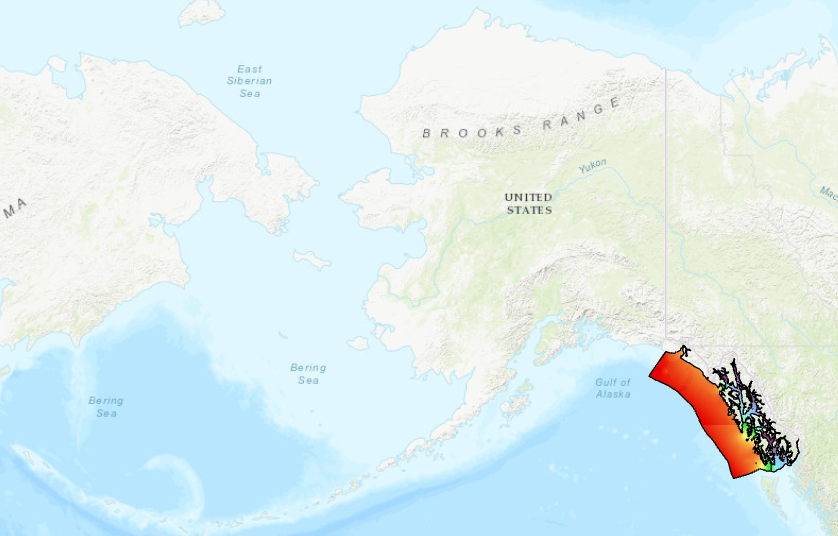 East
Siberian
Sea
BROOKS RANGE
Yukon
MA
UNITED
STATES
Mac
Bering
Sea
Gulf of
Alaska
Bering
Sea